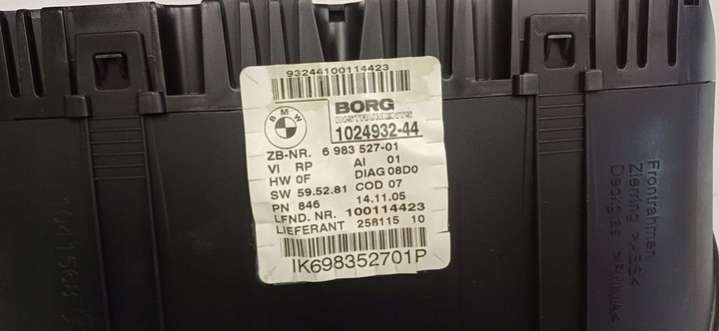 93244100114423
BMW
BORG
INSTRUMENTS
1024932-44
ZB-NR. 6 983 527-01
VI RP AI 01
HW 0F DIAG 08D0
SW 59.52.81 COD 07
PN 846 14.11.05
LFND. NR. 100114423
LIEFERANT 258115 10
IK698352701P
Frontrahmen
Zierring >ABS<